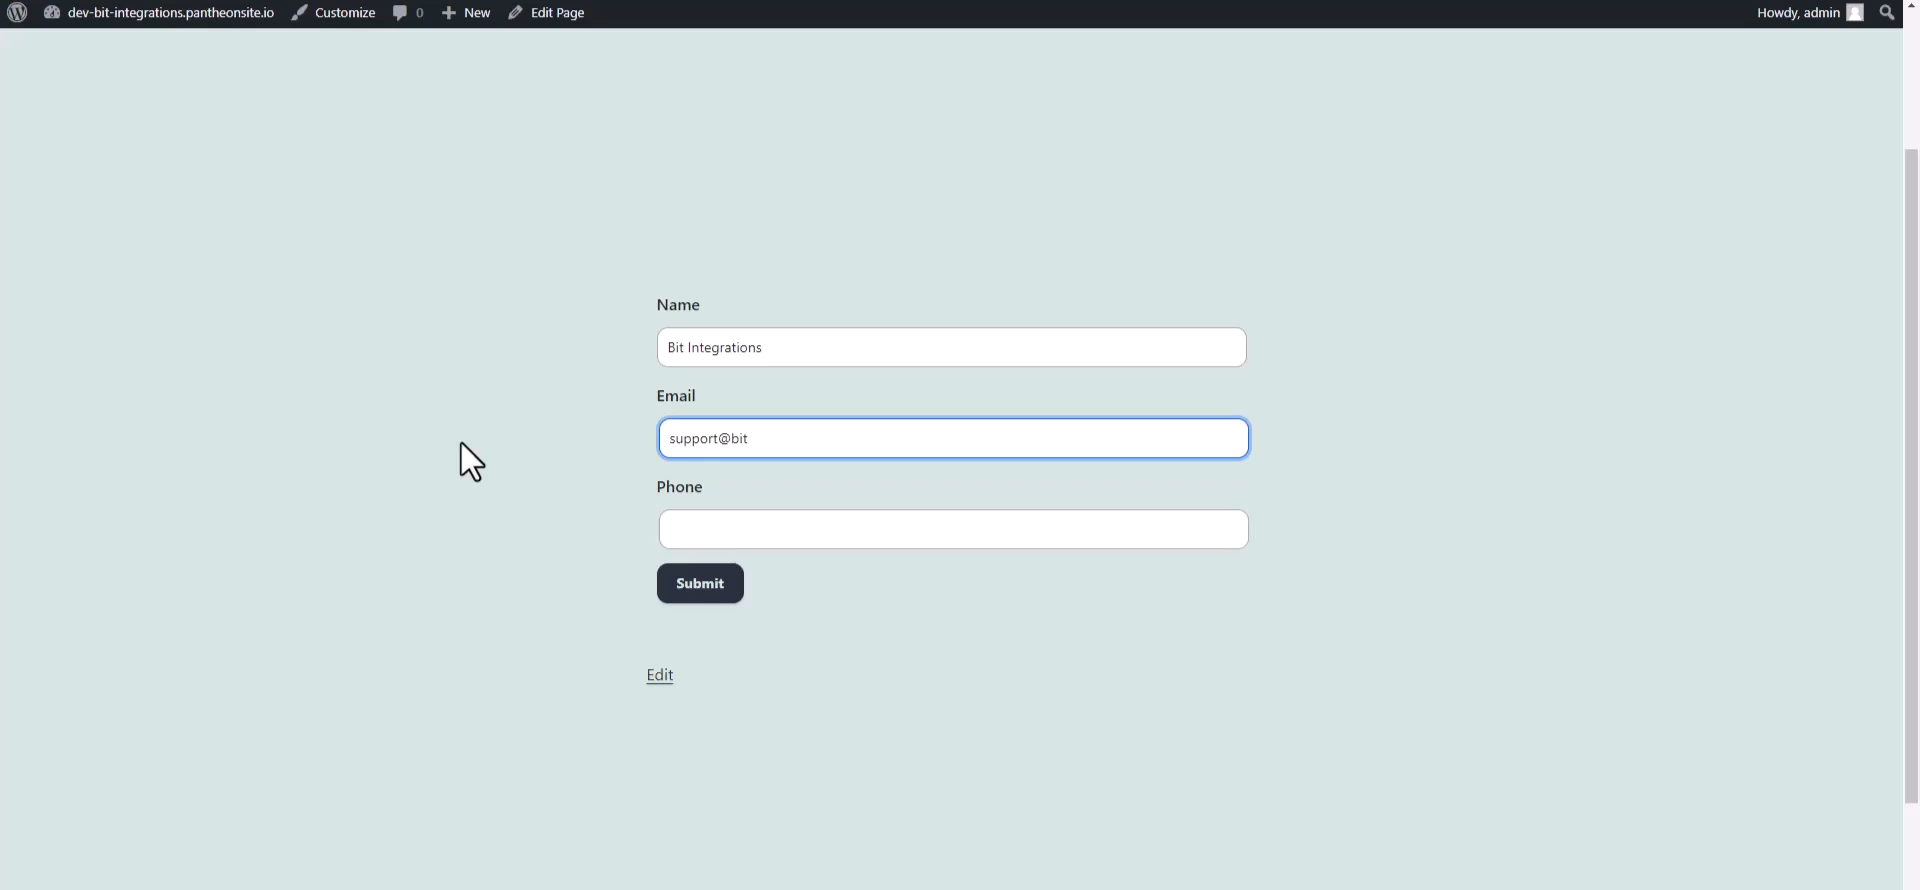 dev-bit-integrations.pantheonsite.io Customize 0 New Edit Page Howdy, admin
Name
Bit Integrations
Email
support@bit
Phone
Submit
Edit